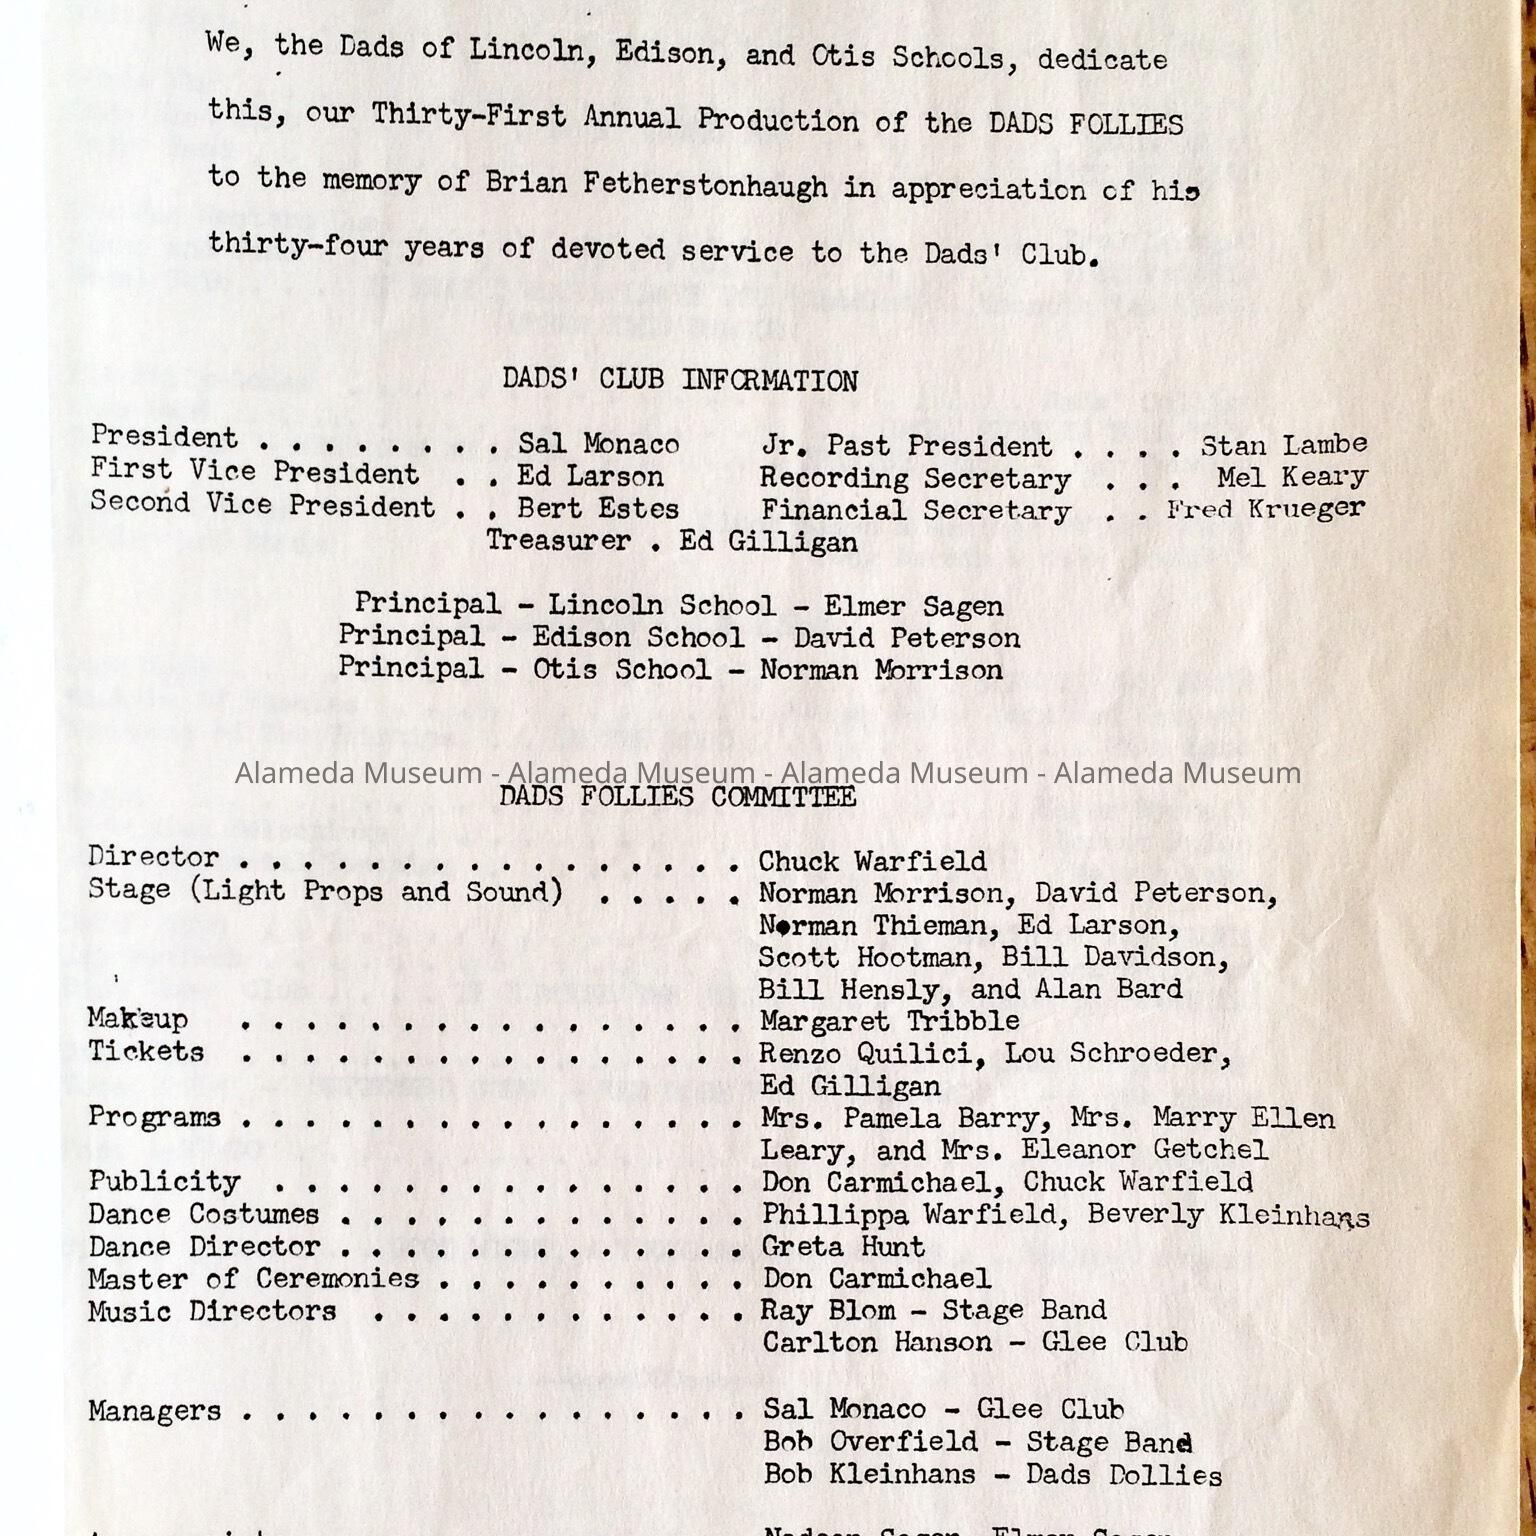 We, the Dads of Lincoln, Edison, and Otis Schools, dedicate
this, our Thirty-First Annual Production of the DADS FOLLIES
to the memory of Brian Fetherstonhaugh in appreciation of his
thirty-four years of devoted service to the Dads' Club.
DADS' CLUB INFORMATION
President . . . . . . . . Sal Monaco Jr. Past President . . . . Stan Lambe
First Vice President . . Ed Larson Recording Secretary . . . Mel Keary
Second Vice President . . Bert Estes Financial Secretary . . Fred Krueger
Treasurer . Ed Gilligan
Principal - Lincoln School - Elmer Sagen
Principal - Edison School - David Peterson
Principal - Otis School - Norman Morrison
Alameda Museum - Alameda Museum - Alameda Museum - Alameda Museum
DADS FOLLIES COMMITTEE
Director . . . . . . . . . . . . . . . . Chuck Warfield
Stage (Light Props and Sound) . . . . . Norman Morrison, David Peterson,
Norman Thieman, Ed Larson,
Scott Hootman, Bill Davidson,
Bill Hensly, and Alan Bard
Makeup . . . . . . . . . . . . . . . . Margaret Tribble
Tickets . . . . . . . . . . . . . . . . Renzo Quilici, Lou Schroeder,
Ed Gilligan
Programs . . . . . . . . . . . . . . . . Mrs. Pamela Barry, Mrs. Marry Ellen
Leary, and Mrs. Eleanor Getchel
Publicity . . . . . . . . . . . . . . . Don Carmichael, Chuck Warfield
Dance Costumes . . . . . . . . . . . . . Phillippa Warfield, Beverly Kleinhans
Dance Director . . . . . . . . . . . . . Greta Hunt
Master of Ceremonies . . . . . . . . . . Don Carmichael
Music Directors . . . . . . . . . . . . Ray Blom - Stage Band
Carlton Hanson - Glee Club
Managers . . . . . . . . . . . . . . . . Sal Monaco - Glee Club
Bob Overfield - Stage Band
Bob Kleinhans - Dads Dollies